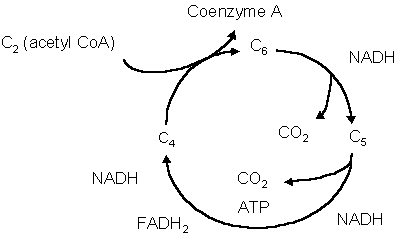 Coenzyme A
C₂ (acetyl CoA)
C₆
NADH
CO₂
C₅
C₄
NADH
CO₂
ATP
FADH₂
NADH